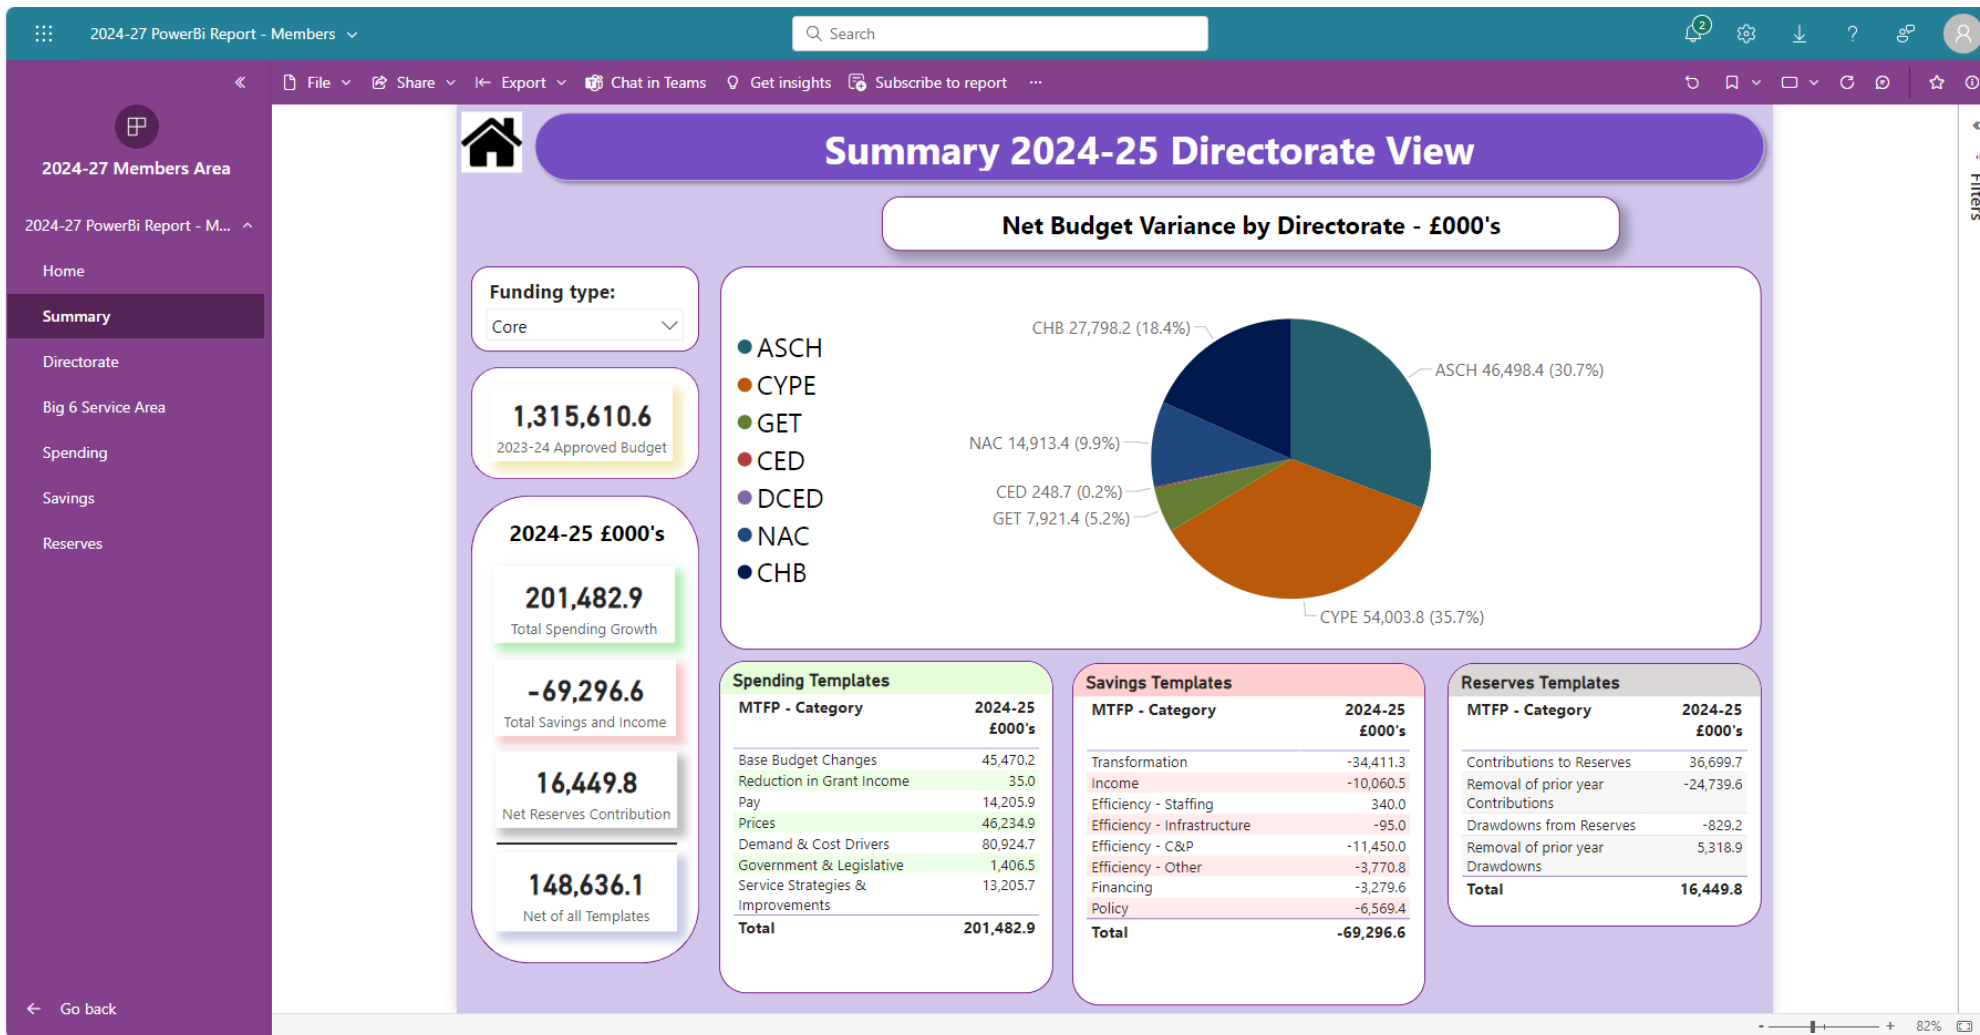 2024-27 PowerBi Report - Members
Search
2
?
File
Share
Export
Chat in Teams
Get insights
Subscribe to report
...
2024-27 Members Area
2024-27 PowerBi Report - M...
Home
Summary
Directorate
Big 6 Service Area
Spending
Savings
Reserves
Go back
Filters
Summary 2024-25 Directorate View
Net Budget Variance by Directorate - £000's
Funding type:
Core
1,315,610.6
2023-24 Approved Budget
2024-25 £000's
201,482.9
Total Spending Growth
-69,296.6
Total Savings and Income
16,449.8
Net Reserves Contribution
148,636.1
Net of all Templates
ASCH
CYPE
GET
CED
DCED
NAC
CHB
CHB 27,798.2 (18.4%)
ASCH 46,498.4 (30.7%)
NAC 14,913.4 (9.9%)
CED 248.7 (0.2%)
GET 7,921.4 (5.2%)
CYPE 54,003.8 (35.7%)
Spending Templates
MTFP - Category 2024-25
£000's
Base Budget Changes 45,470.2
Reduction in Grant Income 35.0
Pay 14,205.9
Prices 46,234.9
Demand & Cost Drivers 80,924.7
Government & Legislative 1,406.5
Service Strategies & 13,205.7
Improvements
Total 201,482.9
Savings Templates
MTFP - Category 2024-25
£000's
Transformation -34,411.3
Income -10,060.5
Efficiency - Staffing 340.0
Efficiency - Infrastructure -95.0
Efficiency - C&P -11,450.0
Efficiency - Other -3,770.8
Financing -3,279.6
Policy -6,569.4
Total -69,296.6
Reserves Templates
MTFP - Category 2024-25
£000's
Contributions to Reserves 36,699.7
Removal of prior year -24,739.6
Contributions
Drawdowns from Reserves -829.2
Removal of prior year 5,318.9
Drawdowns
Total 16,449.8
- + 82%